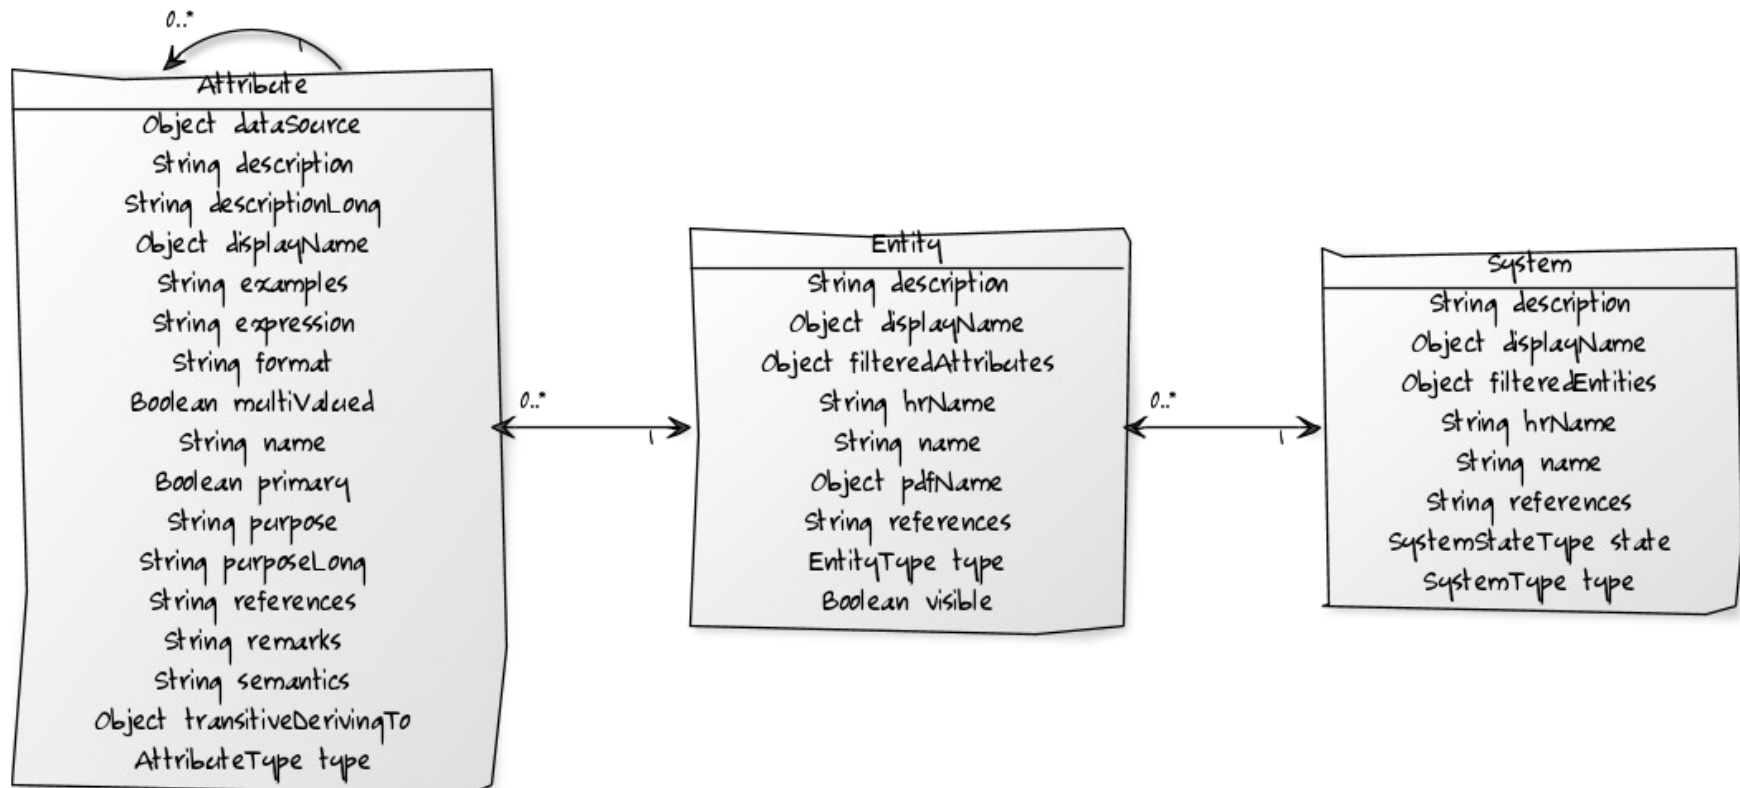 0..*
1
Attribute
Object dataSource
String description
String descriptionLong
Object displayName
String examples
String expression
String format
Boolean multiValued
String name
Boolean primary
String purpose
String purposeLong
String references
String remarks
String semantics
Object transitiveDerivingTo
AttributeType type
0..*
1
Entity
String description
Object displayName
Object filteredAttributes
String hrName
String name
Object pdfName
String references
EntityType type
Boolean visible
0..*
1
System
String description
Object displayName
Object filteredEntities
String hrName
String name
String references
SystemStateType state
SystemType type